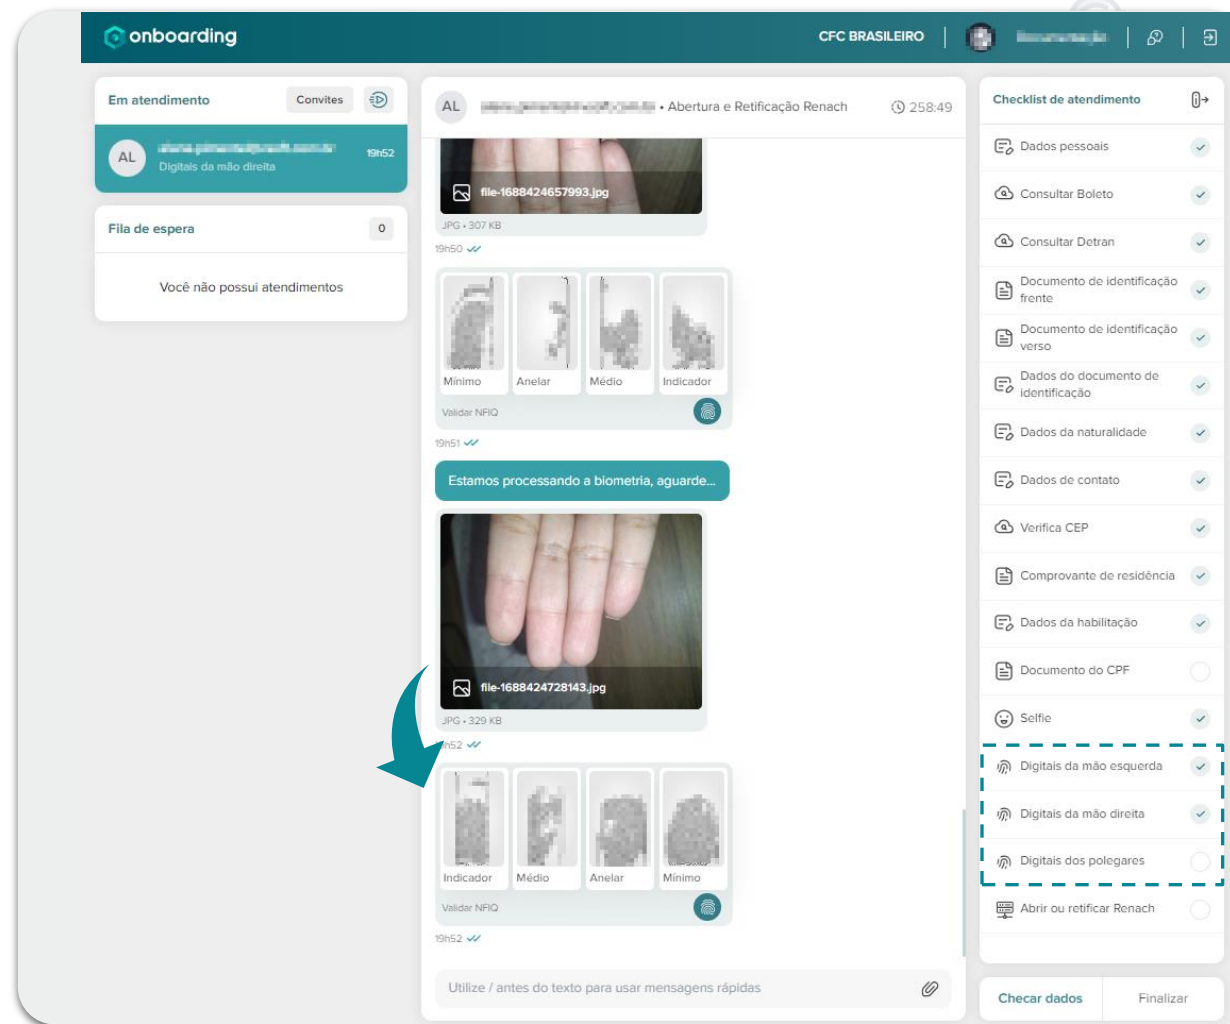 onboarding
CFC BRASILEIRO
Em atendimento
Convites
AL
19h52
Digitais da mão direita
Fila de espera
0
Você não possui atendimentos
AL
• Abertura e Retificação Renach
258:49
file-1688424657993.jpg
JPG • 307 KB
19h50
Mínimo Anelar Médio Indicador
Validar NFIQ
19h51
Estamos processando a biometria, aguarde...
file-1688424728143.jpg
JPG • 329 KB
19h52
Indicador Médio Anelar Mínimo
Validar NFIQ
19h52
Utilize / antes do texto para usar mensagens rápidas
Checklist de atendimento
Dados pessoais
Consultar Boleto
Consultar Detran
Documento de identificação
frente
Documento de identificação
verso
Dados do documento de
identificação
Dados da naturalidade
Dados de contato
Verifica CEP
Comprovante de residência
Dados da habilitação
Documento do CPF
Selfie
Digitais da mão esquerda
Digitais da mão direita
Digitais dos polegares
Abrir ou retificar Renach
Checar dados
Finalizar